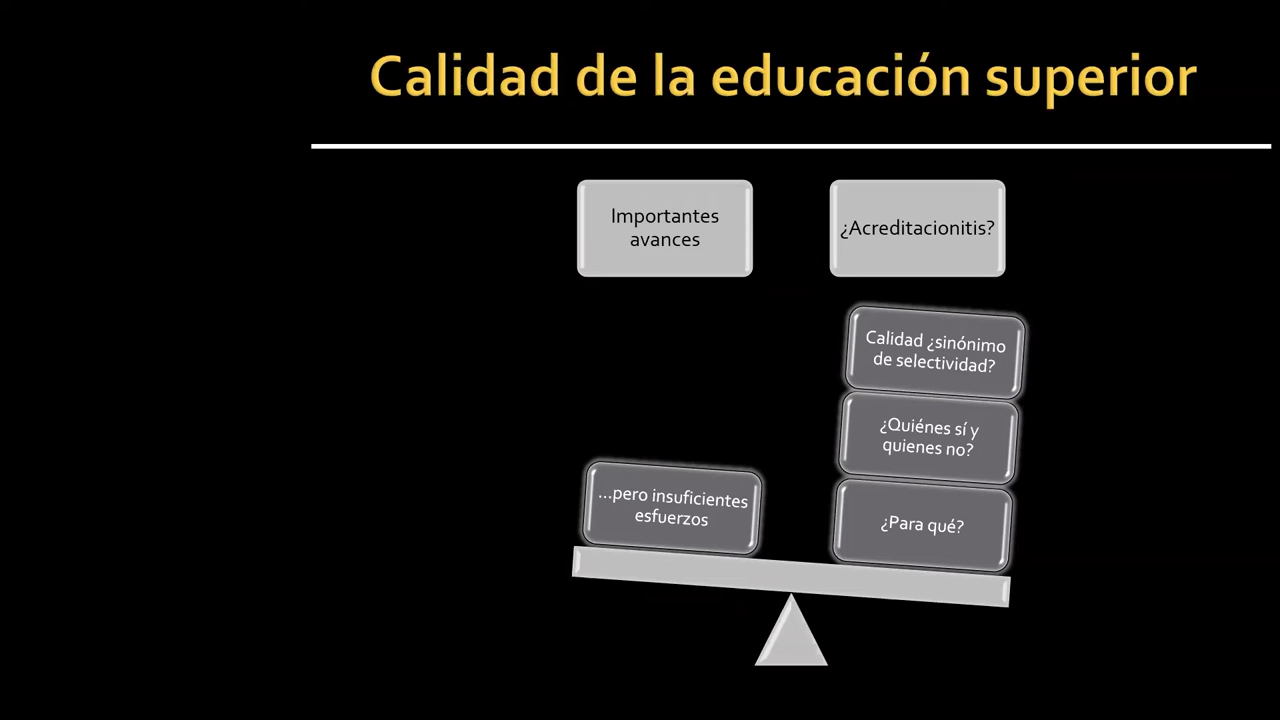 Calidad de la educación superior
Importantes
avances
¿Acreditacionitis?
Calidad ¿sinónimo
de selectividad?
¿Quiénes sí y
quienes no?
...pero insuficientes
esfuerzos
¿Para qué?